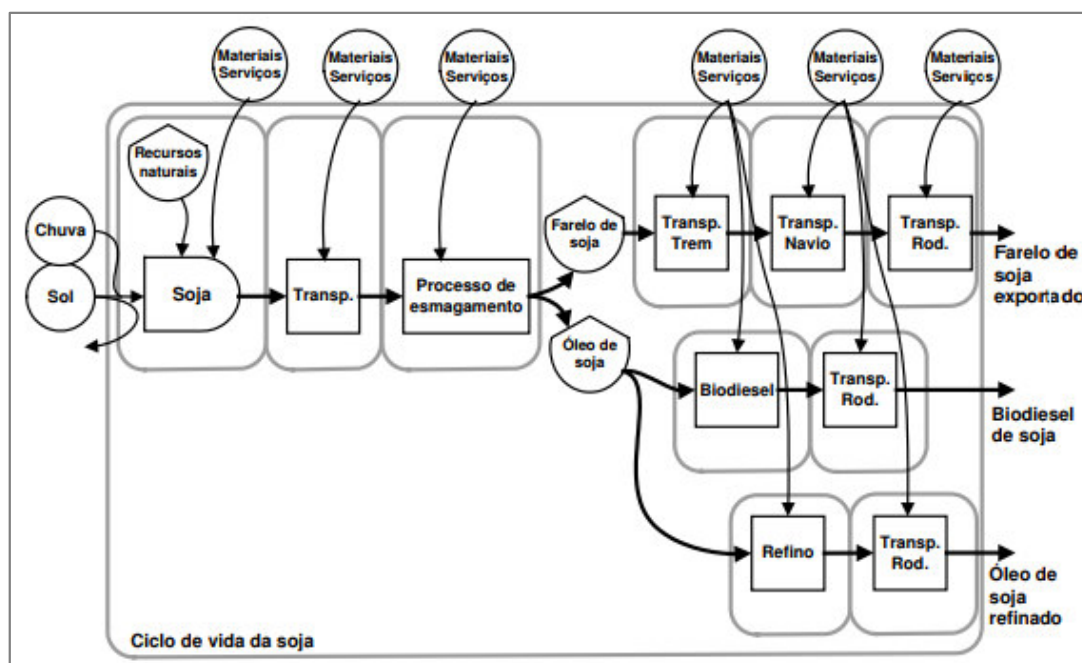 Materiais
Serviços
Materiais
Serviços
Materiais
Serviços
Materiais
Serviços
Materiais
Serviços
Materiais
Serviços
Recursos
naturais
Chuva
Sol
Soja
Transp.
Processo de
esmagamento
Farelo de
soja
Óleo de
soja
Transp.
Trem
Transp.
Navio
Transp.
Rod.
Farelo de
soja
exportado
Biodiesel
Transp.
Rod.
Biodiesel
de soja
Refino
Transp.
Rod.
Óleo de
soja
refinado
Ciclo de vida da soja